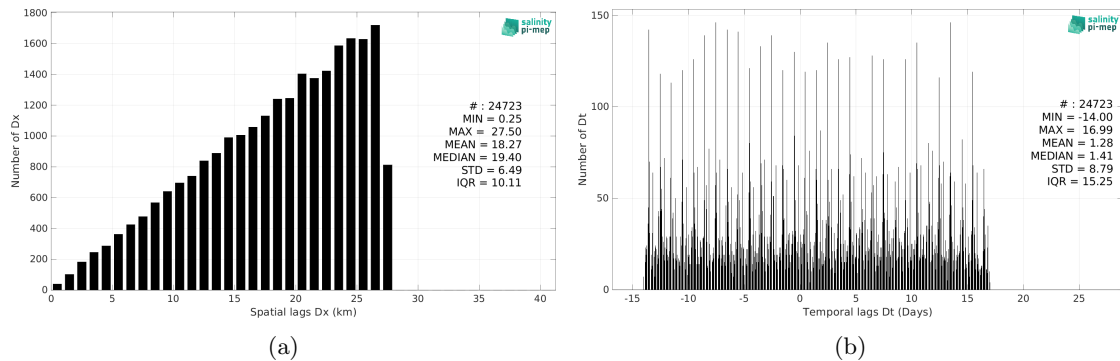 1800
1600
1400
1200
1000
800
600
400
200
0
Number of Dx
0 5 10 15 20 25 30 35 40
Spatial lags Dx (km)
salinity
pi-mep
# : 24723
MIN = 0.25
MAX = 27.50
MEAN = 18.27
MEDIAN = 19.40
STD = 6.49
IQR = 10.11
(a)
150
100
50
0
Number of Dt
-15 -10 -5 0 5 10 15 20 25
Temporal lags Dt (Days)
salinity
pi-mep
# : 24723
MIN = -14.00
MAX = 16.99
MEAN = 1.28
MEDIAN = 1.41
STD = 8.79
IQR = 15.25
(b)